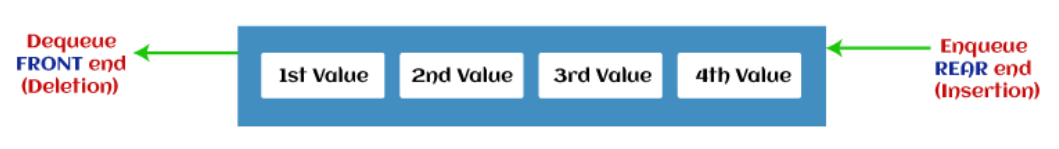 Dequeue
FRONT end
(Deletion)
1st Value
2nd Value
3rd Value
4th Value
Enqueue
REAR end
(Insertion)